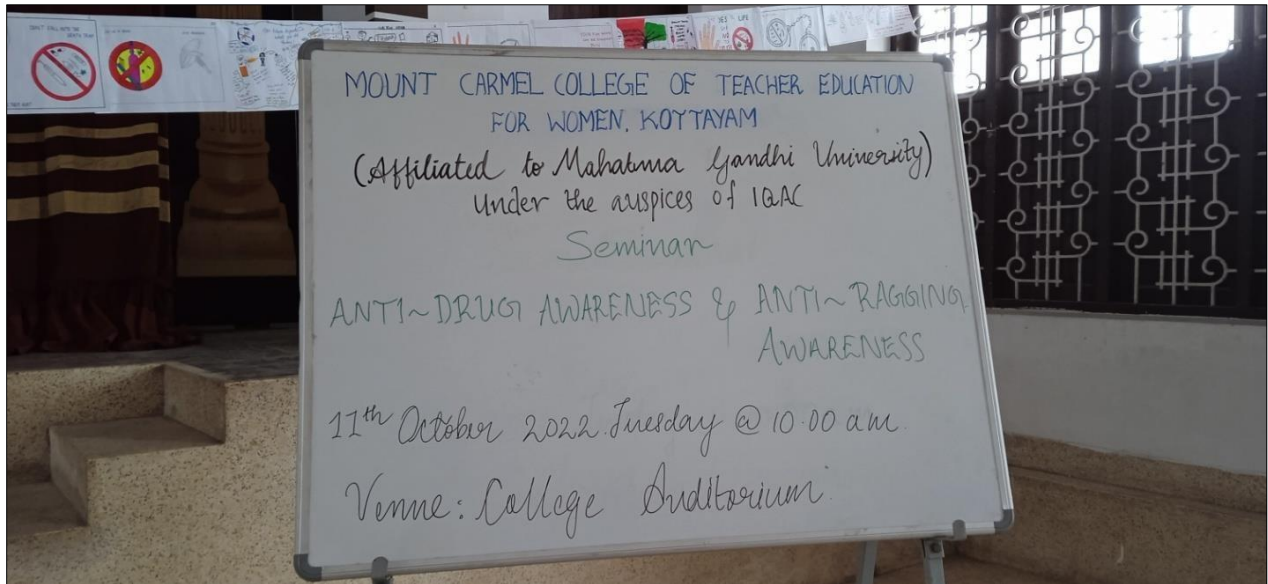 MOUNT CARMEL COLLEGE OF TEACHER EDUCATION
FOR WOMEN, KOTTAYAM
(Affiliated to Mahatma Gandhi University)
Under the auspices of IQAC
Seminar
ANTI~DRUG AWARENESS & ANTI~RAGGING
AWARENESS
11th October 2022. Tuesday @ 10.00 am.
Venue: College Auditorium.